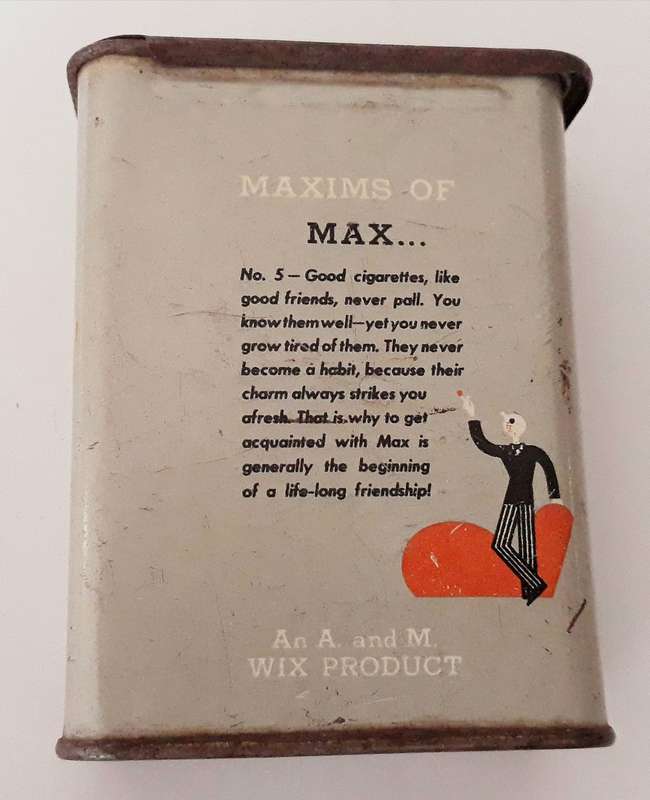 MAXIMS OF
MAX...
No. 5 — Good cigarettes, like
good friends, never pall. You
know them well—yet you never
grow tired of them. They never
become a habit, because their
charm always strikes you
afresh. That is why to get
acquainted with Max is
generally the beginning
of a life-long friendship!
An A. and M.
WIX PRODUCT